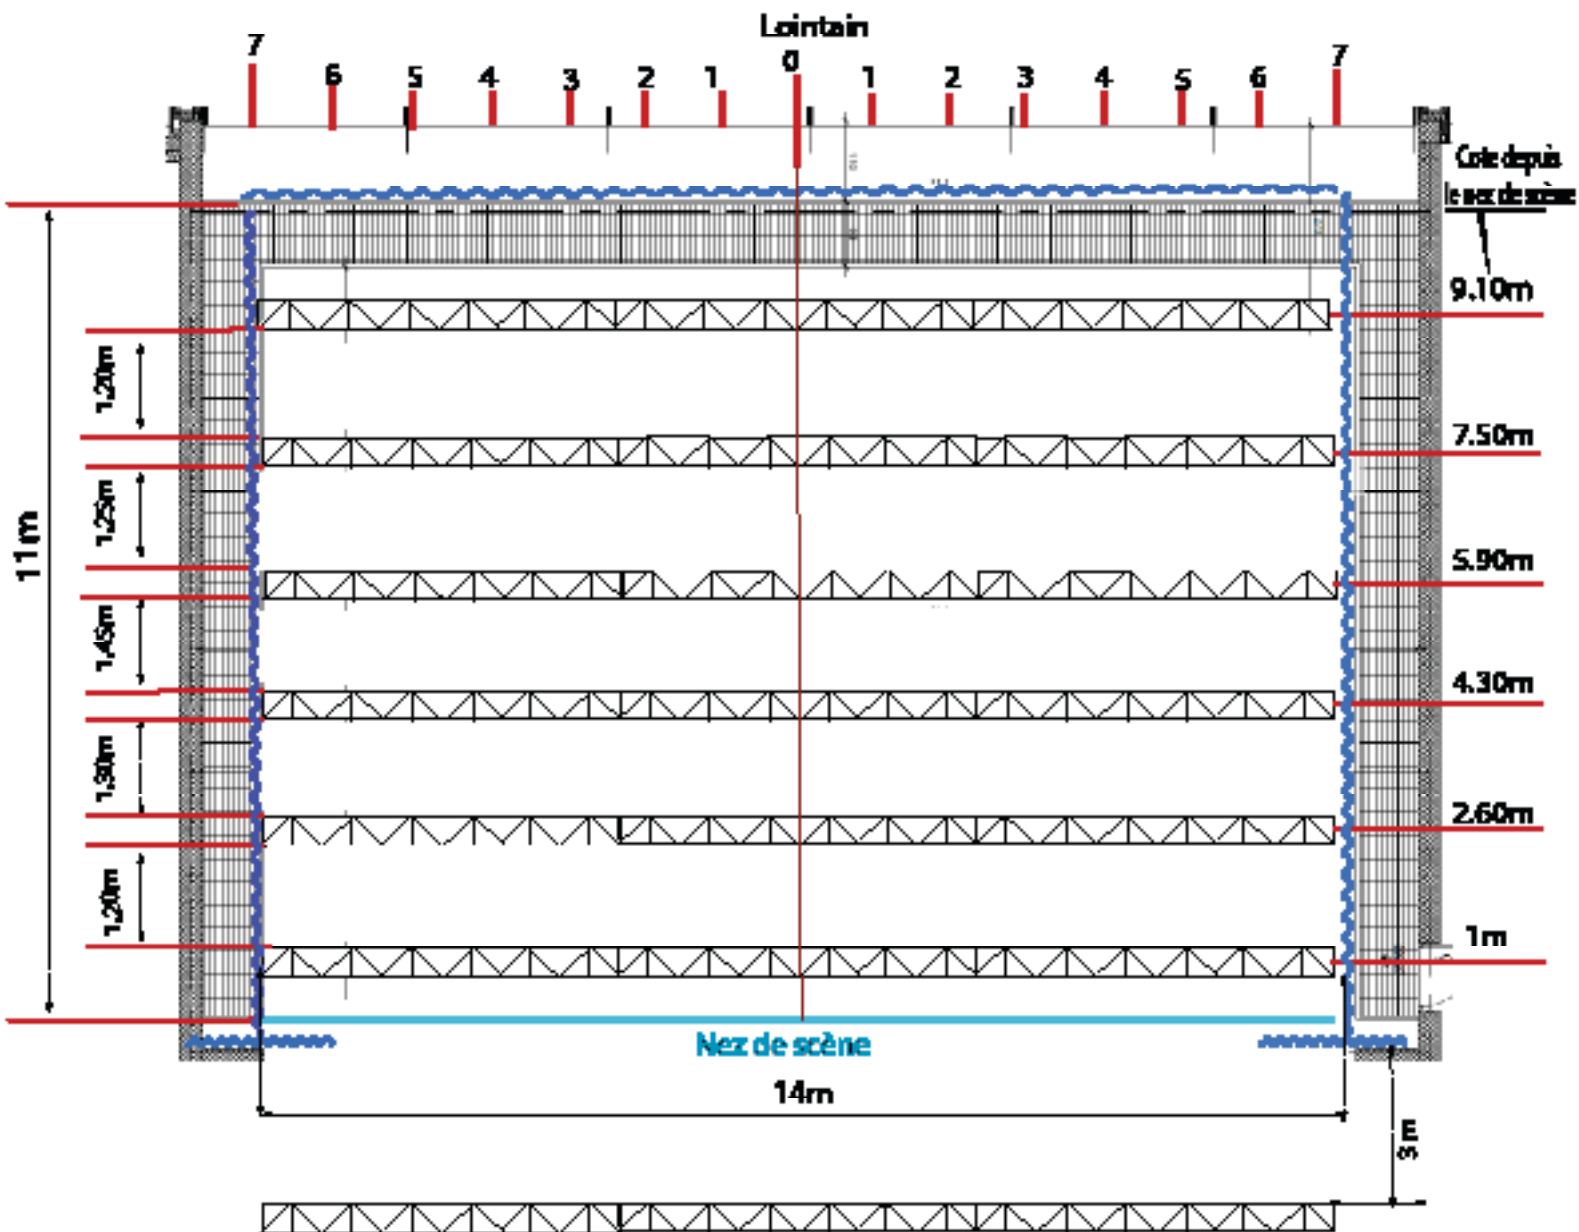 Lointain
7 6 5 4 3 2 1 0 1 2 3 4 5 6 7
Cote depuis
le nez de scène
9.10m
1,20m
7.50m
1,25m
11m
5.90m
1,45m
4.30m
1,30m
2.60m
1,20m
1m
Nez de scène
14m
3m